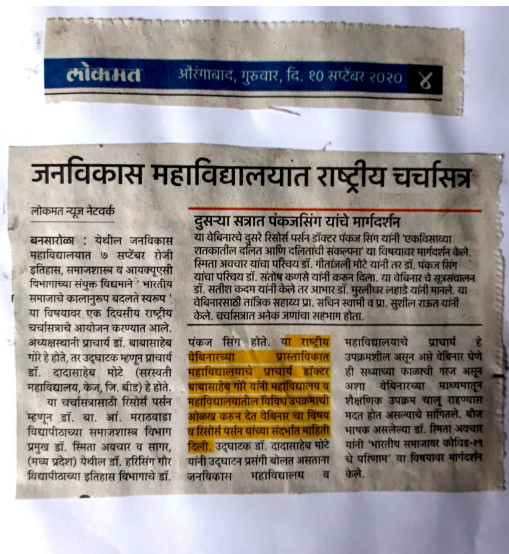 लोकमत औरंगाबाद, गुरुवार, दि. १० सप्टेंबर २०२० ४
जनविकास महाविद्यालयात राष्ट्रीय चर्चासत्र
लोकमत न्यूज नेटवर्क
बनसारोळा : येथील जनविकास
महाविद्यालयात ७ सप्टेंबर रोजी
इतिहास, समाजशास्त्र व आयक्यूएसी
विभागाच्या संयुक्त विद्यमाने ' भारतीय
समाजाचे कालानुरूप बदलते स्वरूप '
या विषयावर एक दिवसीय राष्ट्रीय
चर्चासत्राचे आयोजन करण्यात आले.
अध्यक्षस्थानी प्राचार्य डॉ. बाबासाहेब
गोरे हे होते, तर उद्घाटक म्हणून प्राचार्य
डॉ. दादासाहेब मोटे (सरस्वती
महाविद्यालय, केज, जि. बीड) हे होते.
या चर्चासत्रासाठी रिसोर्स पर्सन
म्हणून डॉ. बा. आं. मराठवाडा
विद्यापीठाच्या समाजशास्त्र विभाग
प्रमुख डॉ. स्मिता अवचार व सागर,
(मध्य प्रदेश) येथील डॉ. हरिसिंग गौर
विद्यापीठाच्या इतिहास विभागाचे डॉ.
दुसऱ्या सत्रात पंकजसिंग यांचे मार्गदर्शन
या वेबिनारचे दुसरे रिसोर्स पर्सन डॉक्टर पंकज सिंग यांनी 'एकविसाव्या
शतकातील दलित आणि दलितांची संकल्पना' या विषयावर मार्गदर्शन केले.
स्मिता अवचार यांचा परिचय डॉ. गीतांजली मोटे यांनी तर डॉ. पंकज सिंग
यांचा परिचय डॉ. संतोष कणसे यांनी करून दिला. या वेबिनार चे सूत्रसंचालन
डॉ. सतीश कदम यांनी केले तर आभार डॉ. मुरलीधर लहाडे यांनी मानले. या
वेबिनारसाठी तांत्रिक सहाय्य प्रा. सचिन स्वामी व प्रा. सुशील राऊत यांनी
केले. चर्चासत्रात अनेक जणांचा सहभाग होता.
पंकज सिंग होते. या राष्ट्रीय
वेबिनारच्या प्रास्ताविकात
महाविद्यालयाचे प्राचार्य डॉक्टर
बाबासाहेब गोरे यांनी महाविद्यालय व
महाविद्यालयातील विविध उपक्रमाची
ओळख करून देत वेबिनार चा विषय
व रिसोर्स पर्सन यांच्या संदर्भात माहिती
दिली. उद्घाटक डॉ. दादासाहेब मोटे
यांनी उद्घाटन प्रसंगी बोलत असताना
जनविकास महाविद्यालय व
महाविद्यालयाचे प्राचार्य हे
उपक्रमशील असून असे वेबिनार घेणे
ही सध्याच्या काळाची गरज असून
अशा वेबिनारच्या माध्यमातून
शैक्षणिक उपक्रम चालु राहण्यास
मदत होत असल्याचे सांगितले. बीज
भाषक असलेल्या डॉ. स्मिता अवचार
यांनी 'भारतीय समाजावर कोविड-१९
चे परिणाम' या विषयावर मार्गदर्शन
केले.